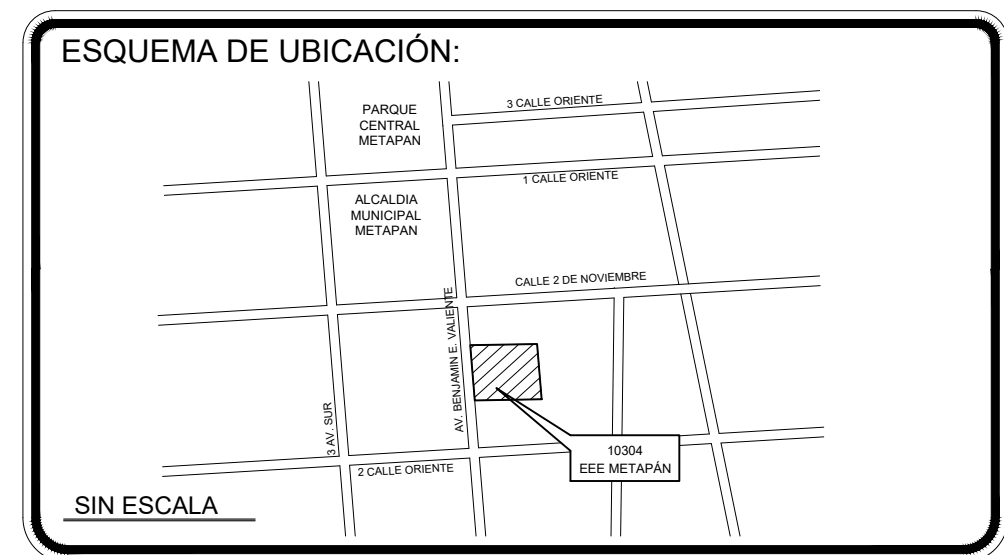 ESQUEMA DE UBICACIÓN:
3 CALLE ORIENTE
PARQUE
CENTRAL
METAPAN
1 CALLE ORIENTE
ALCALDIA
MUNICIPAL
METAPAN
CALLE 2 DE NOVIEMBRE
AV. BENJAMIN E. VALIENTE
3 AV. SUR
10304
EEE METAPÁN
2 CALLE ORIENTE
SIN ESCALA